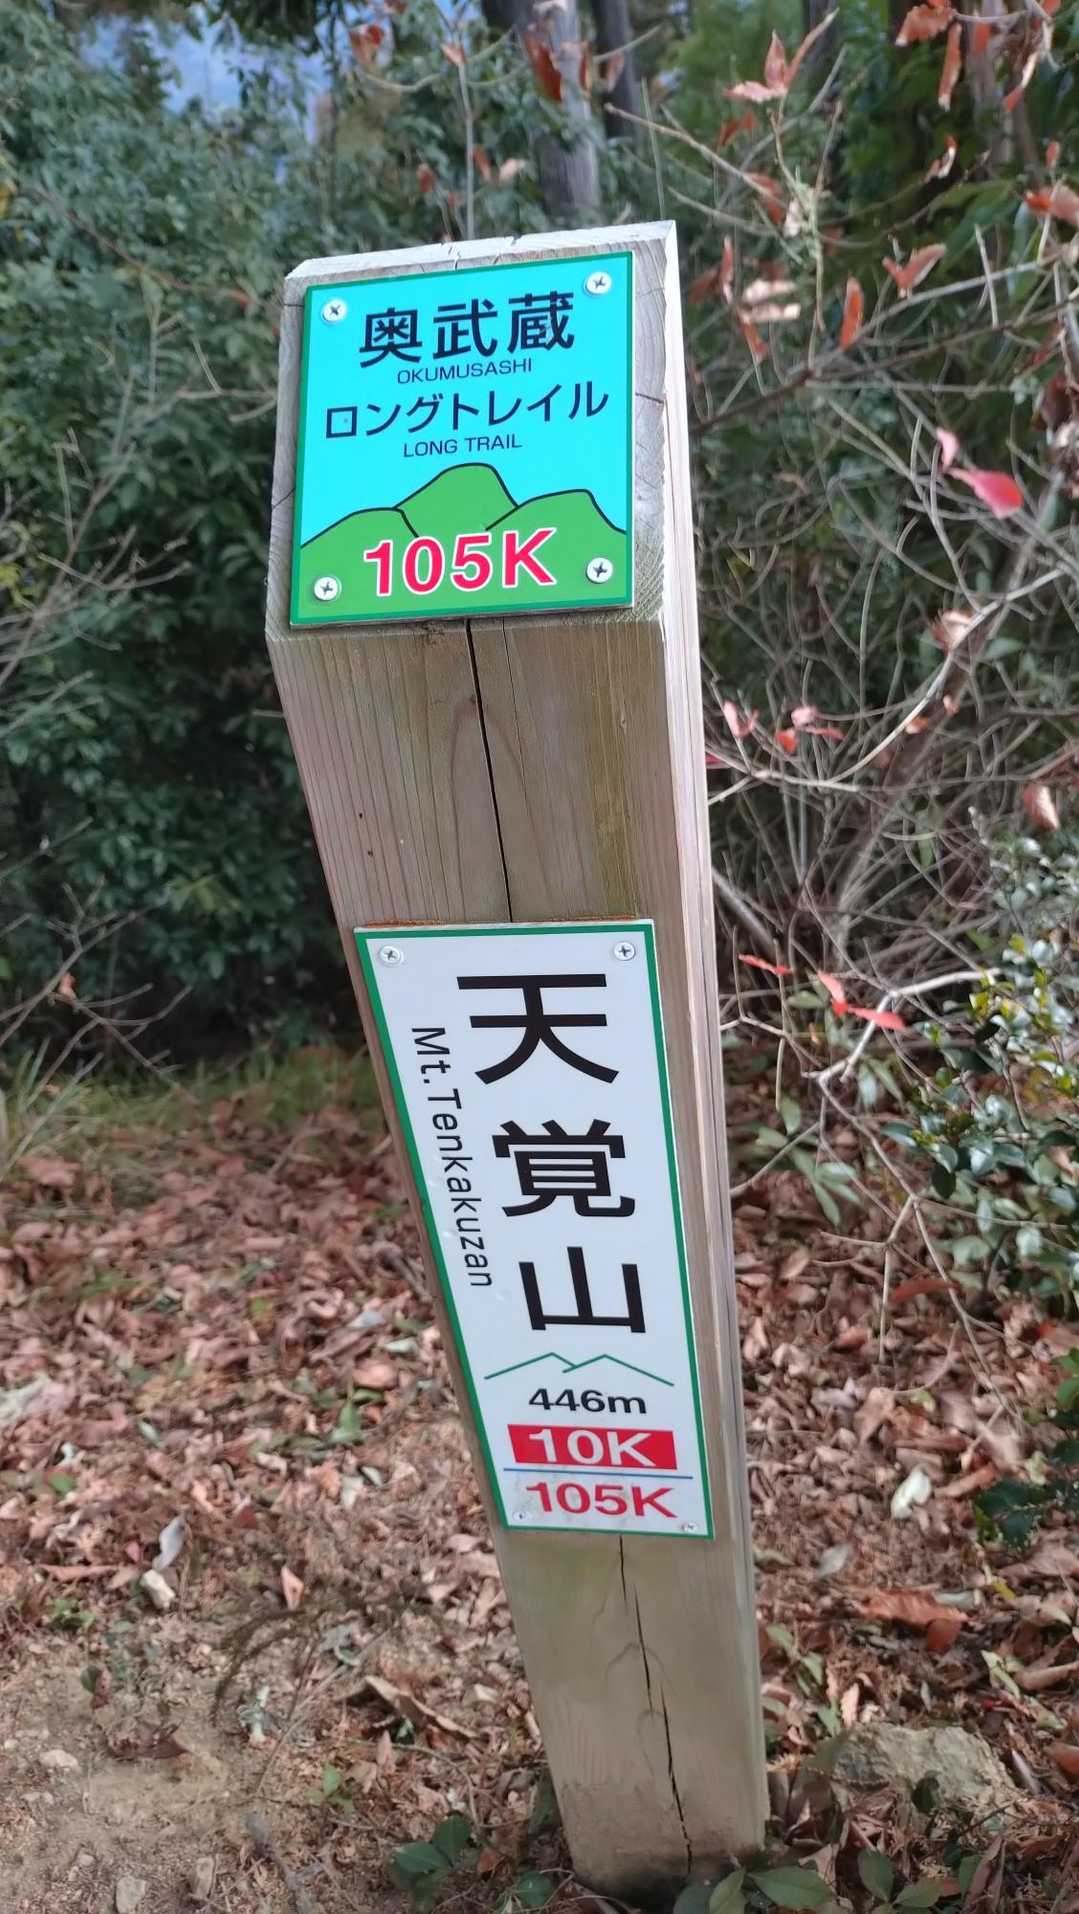 奥武蔵
OKUMUSASHI
ロングトレイル
LONG TRAIL
105K
天覚山
Mt.Tenkakuzan
446m
10K
105K